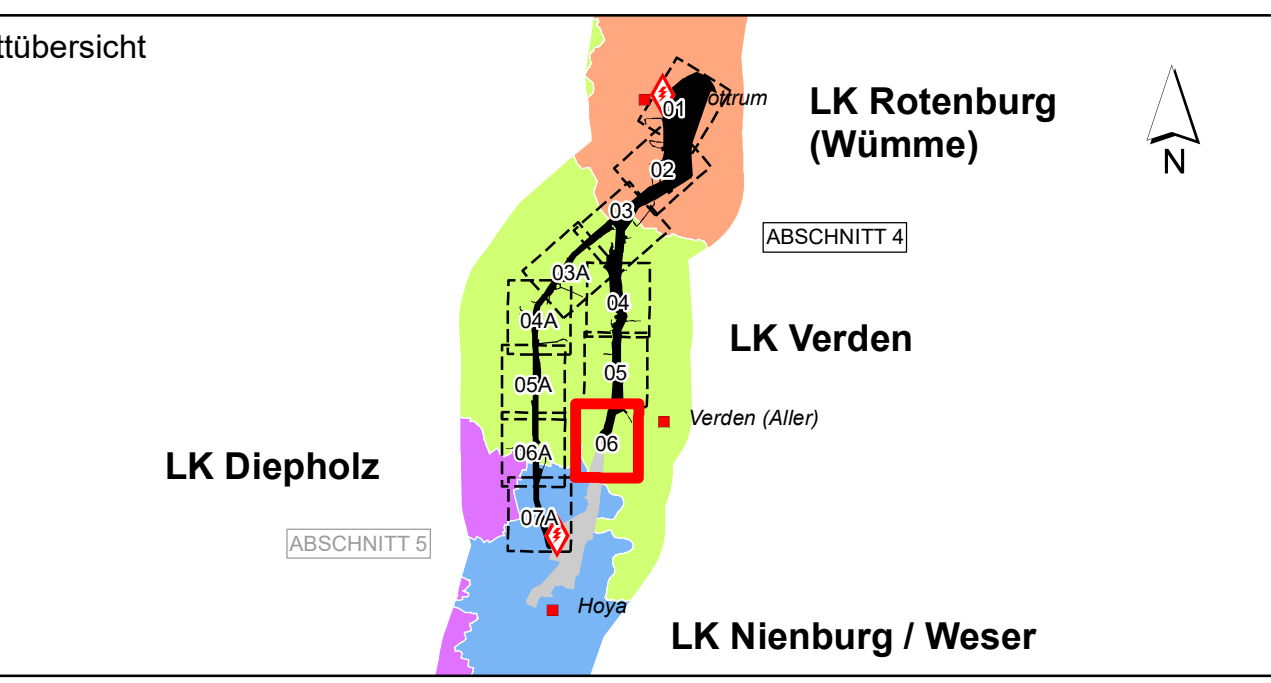 ttübersicht
ottrum
01
LK Rotenburg
(Wümme)
N
02
03
ABSCHNITT 4
03A
04
04A
LK Verden
05
05A
Verden (Aller)
06
06A
LK Diepholz
07A
ABSCHNITT 5
Hoya
LK Nienburg / Weser